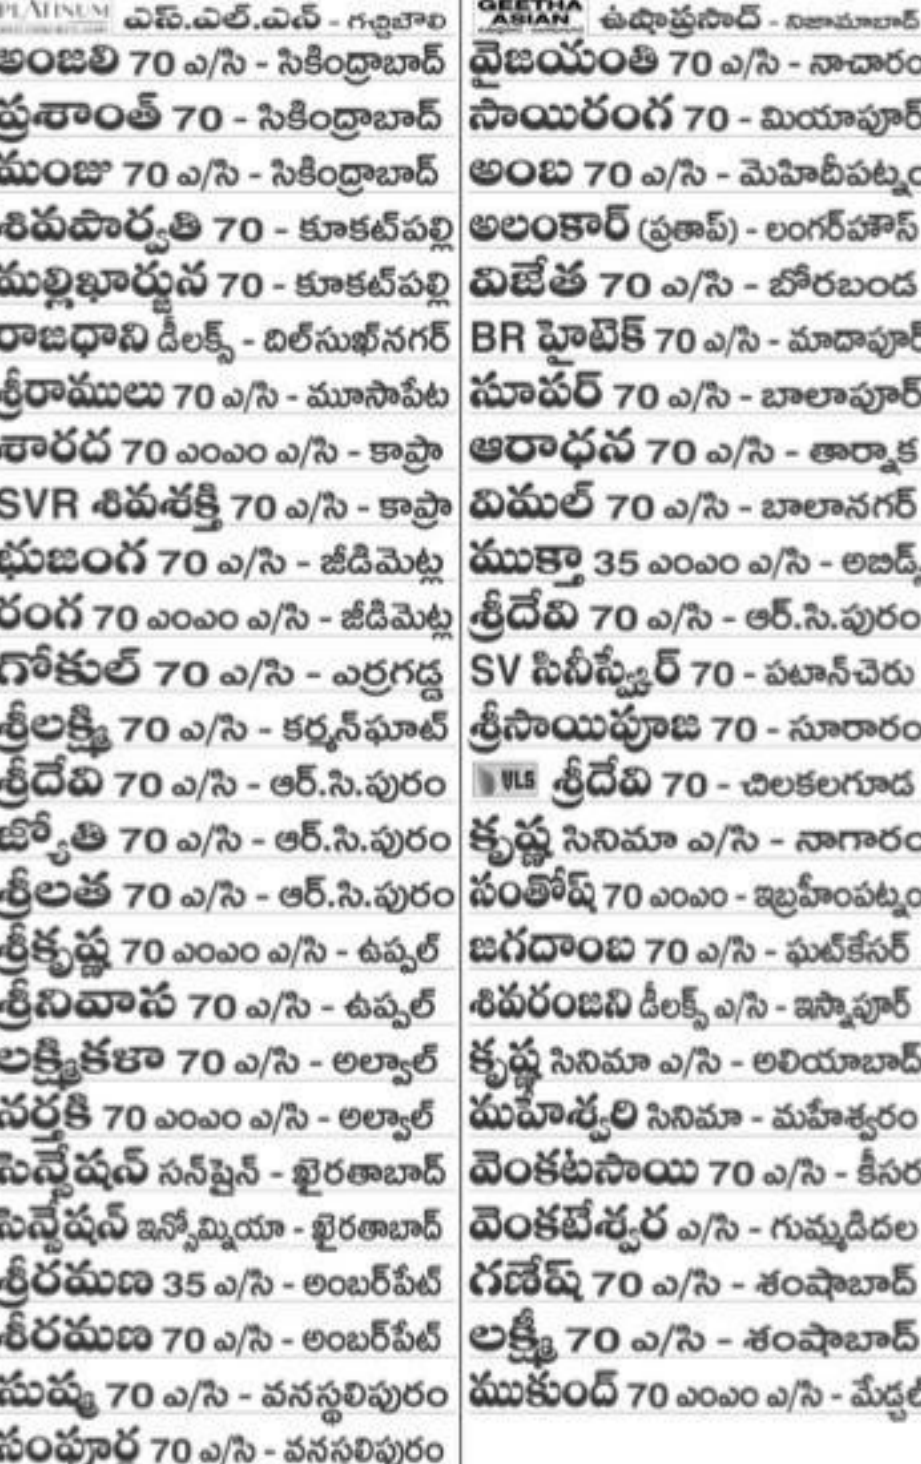 PLATINUM ఎస్.ఎల్.ఎన్ - గచ్చిబౌలి
అంజలి 70 ఎ/సి - సికింద్రాబాద్
ప్రశాంత్ 70 - సికింద్రాబాద్
మంజు 70 ఎ/సి - సికింద్రాబాద్
శివపార్వతి 70 - కూకట్‌పల్లి
మల్లిఖార్జున 70 - కూకట్‌పల్లి
రాజధాని డీలక్స్ - దిల్‌సుఖ్‌నగర్
శ్రీరాములు 70 ఎ/సి - మూసాపేట
శారద 70 ఎంఎం ఎ/సి - కాప్రా
SVR శివశక్తి 70 ఎ/సి - కాప్రా
భుజంగ 70 ఎ/సి - జీడిమెట్ల
రంగ 70 ఎంఎం ఎ/సి - జీడిమెట్ల
గోకుల్ 70 ఎ/సి - ఎర్రగడ్డ
శ్రీలక్ష్మి 70 ఎ/సి - కర్మన్‌ఘాట్
శ్రీదేవి 70 ఎ/సి - ఆర్.సి.పురం
జ్యోతి 70 ఎ/సి - ఆర్.సి.పురం
శ్రీలత 70 ఎ/సి - ఆర్.సి.పురం
శ్రీకృష్ణ 70 ఎంఎం ఎ/సి - ఉప్పల్
శ్రీనివాస 70 ఎ/సి - ఉప్పల్
లక్ష్మికళా 70 ఎ/సి - అల్వాల్
నర్తకి 70 ఎంఎం ఎ/సి - అల్వాల్
సెన్సేషన్ సన్‌షైన్ - ఖైరతాబాద్
సెన్సేషన్ ఇన్సోమ్నియా - ఖైరతాబాద్
శ్రీరమణ 35 ఎ/సి - అంబర్‌పేట్
శ్రీరమణ 70 ఎ/సి - అంబర్‌పేట్
సుష్మ 70 ఎ/సి - వనస్థలిపురం
సంపూర్ణ 70 ఎ/సి - వనస్థలిపురం
GEETHA ASIAN ఉషాప్రసాద్ - నిజామాబాద్
వైజయంతి 70 ఎ/సి - నాచారం
సాయిరంగ 70 - మియాపూర్
అంబ 70 ఎ/సి - మెహిదీపట్నం
అలంకార్ (ప్రతాప్) - లంగర్‌హౌస్
విజేత 70 ఎ/సి - బోరబండ
BR హైటెక్ 70 ఎ/సి - మాదాపూర్
సూపర్ 70 ఎ/సి - బాలాపూర్
ఆరాధన 70 ఎ/సి - తార్నాక
విమల్ 70 ఎ/సి - బాలానగర్
ముక్తా 35 ఎంఎం ఎ/సి - అబిడ్స్
శ్రీదేవి 70 ఎ/సి - ఆర్.సి.పురం
SV సినీస్క్వేర్ 70 - పటాన్‌చెరు
శ్రీసాయిపూజ 70 - సూరారం
VLS శ్రీదేవి 70 - చిలకలగూడ
కృష్ణ సినిమా ఎ/సి - నాగారం
సంతోష్ 70 ఎంఎం - ఇబ్రహీంపట్నం
జగదాంబ 70 ఎ/సి - ఘట్‌కేసర్
శివరంజని డీలక్స్ ఎ/సి - ఇస్నాపూర్
కృష్ణ సినిమా ఎ/సి - అలియాబాద్
మహేశ్వరి సినిమా - మహేశ్వరం
వెంకటసాయి 70 ఎ/సి - కీసర
వెంకటేశ్వర ఎ/సి - గుమ్మడిదల
గణేష్ 70 ఎ/సి - శంషాబాద్
లక్ష్మీ 70 ఎ/సి - శంషాబాద్
ముకుంద్ 70 ఎంఎం ఎ/సి - మేడ్చల్